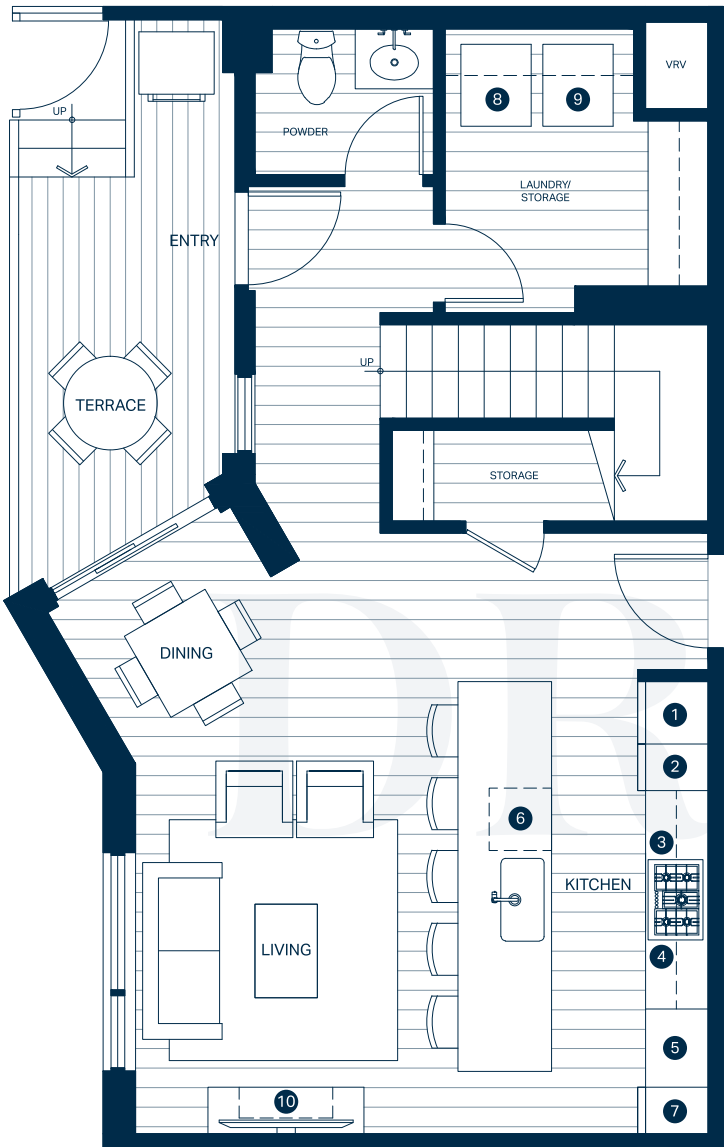 VRV
8
9
UP
POWDER
LAUNDRY/
STORAGE
ENTRY
UP
TERRACE
STORAGE
DINING
DR
1
2
6
3
KITCHEN
LIVING
4
5
10
7